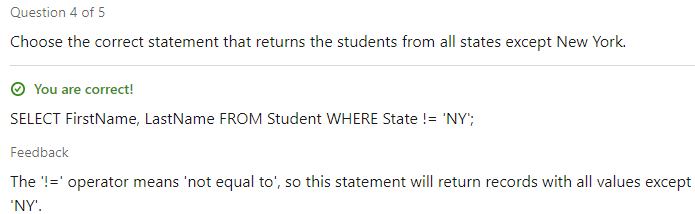 Question 4 of 5
Choose the correct statement that returns the students from all states except New York.
You are correct!
SELECT FirstName, LastName FROM Student WHERE State != 'NY';
Feedback
The '!=' operator means 'not equal to', so this statement will return records with all values except
'NY'.